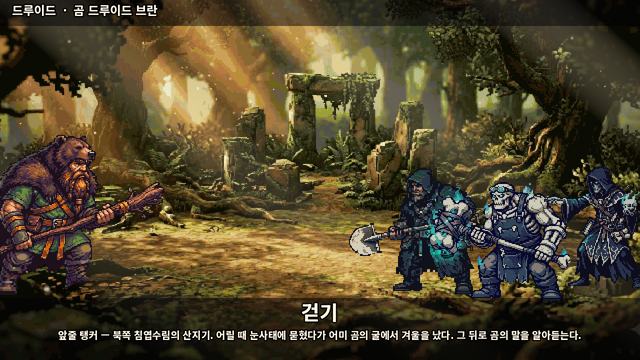 드루이드 · 곰 드루이드 브란
걷기
앞줄 탱커 — 북쪽 침엽수림의 산지기. 어릴 때 눈사태에 묻혔다가 어미 곰의 굴에서 겨울을 났다. 그 뒤로 곰의 말을 알아듣는다.